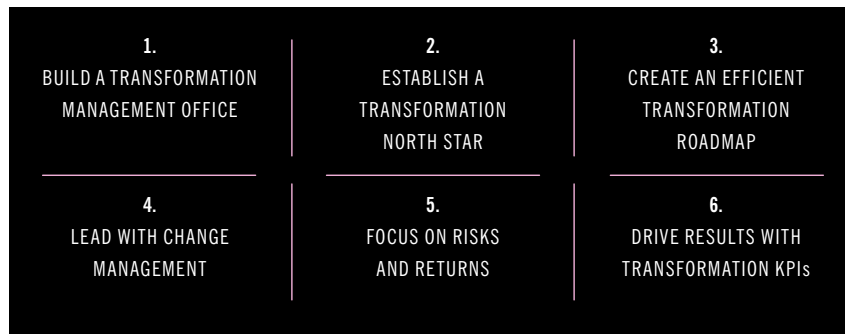 1.
BUILD A TRANSFORMATION
MANAGEMENT OFFICE
2.
ESTABLISH A
TRANSFORMATION
NORTH STAR
3.
CREATE AN EFFICIENT
TRANSFORMATION
ROADMAP
4.
LEAD WITH CHANGE
MANAGEMENT
5.
FOCUS ON RISKS
AND RETURNS
6.
DRIVE RESULTS WITH
TRANSFORMATION KPIs